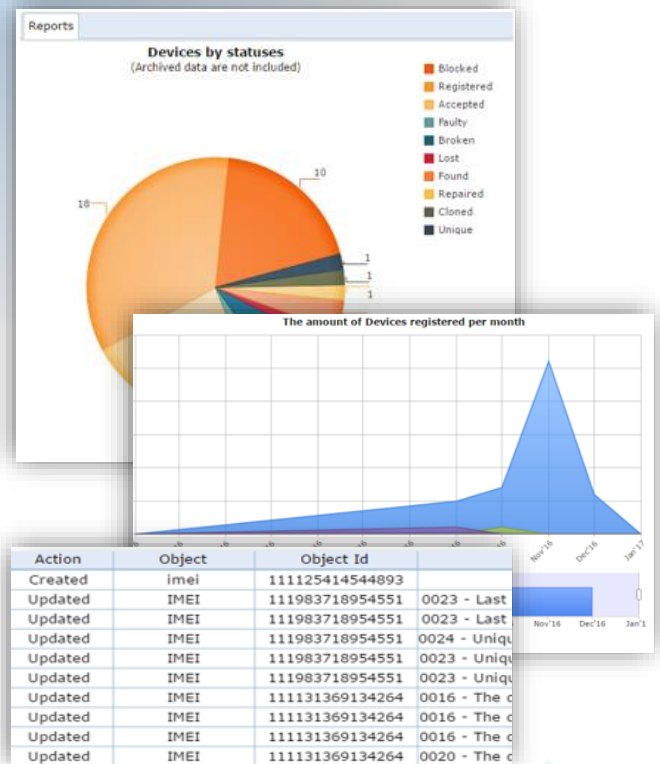 Reports
Devices by statuses
(Archived data are not included)
Blocked
Registered
Accepted
Faulty
Broken
Lost
Found
Repaired
Cloned
Unique
10
18
1
1
1
The amount of Devices registered per month
Nov'16 Dec'16 Jan'17
Nov'16 Dec'16 Jan'1
Action Object Object Id
Created imei 111125414544893
Updated IMEI 111983718954551 0023 - Last
Updated IMEI 111983718954551 0023 - Last
Updated IMEI 111983718954551 0024 - Uniqu
Updated IMEI 111983718954551 0023 - Uniqu
Updated IMEI 111983718954551 0023 - Uniqu
Updated IMEI 111131369134264 0016 - The
Updated IMEI 111131369134264 0016 - The
Updated IMEI 111131369134264 0016 - The
Updated IMEI 111131369134264 0020 - The